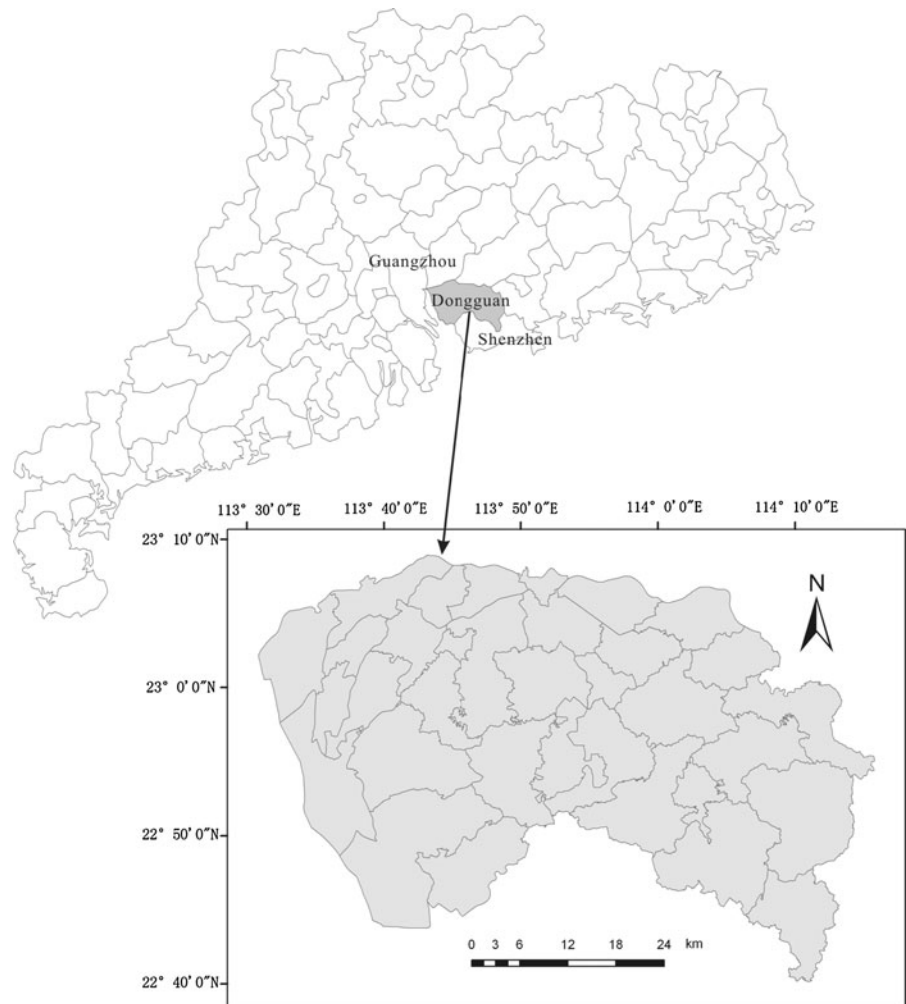 Guangzhou
Dongguan
Shenzhen
113° 30′0″E 113° 40′0″E 113° 50′0″E 114° 0′0″E 114° 10′0″E
23° 10′0″N
N
23° 0′0″N
22° 50′0″N
0 3 6 12 18 24 km
22° 40′0″N